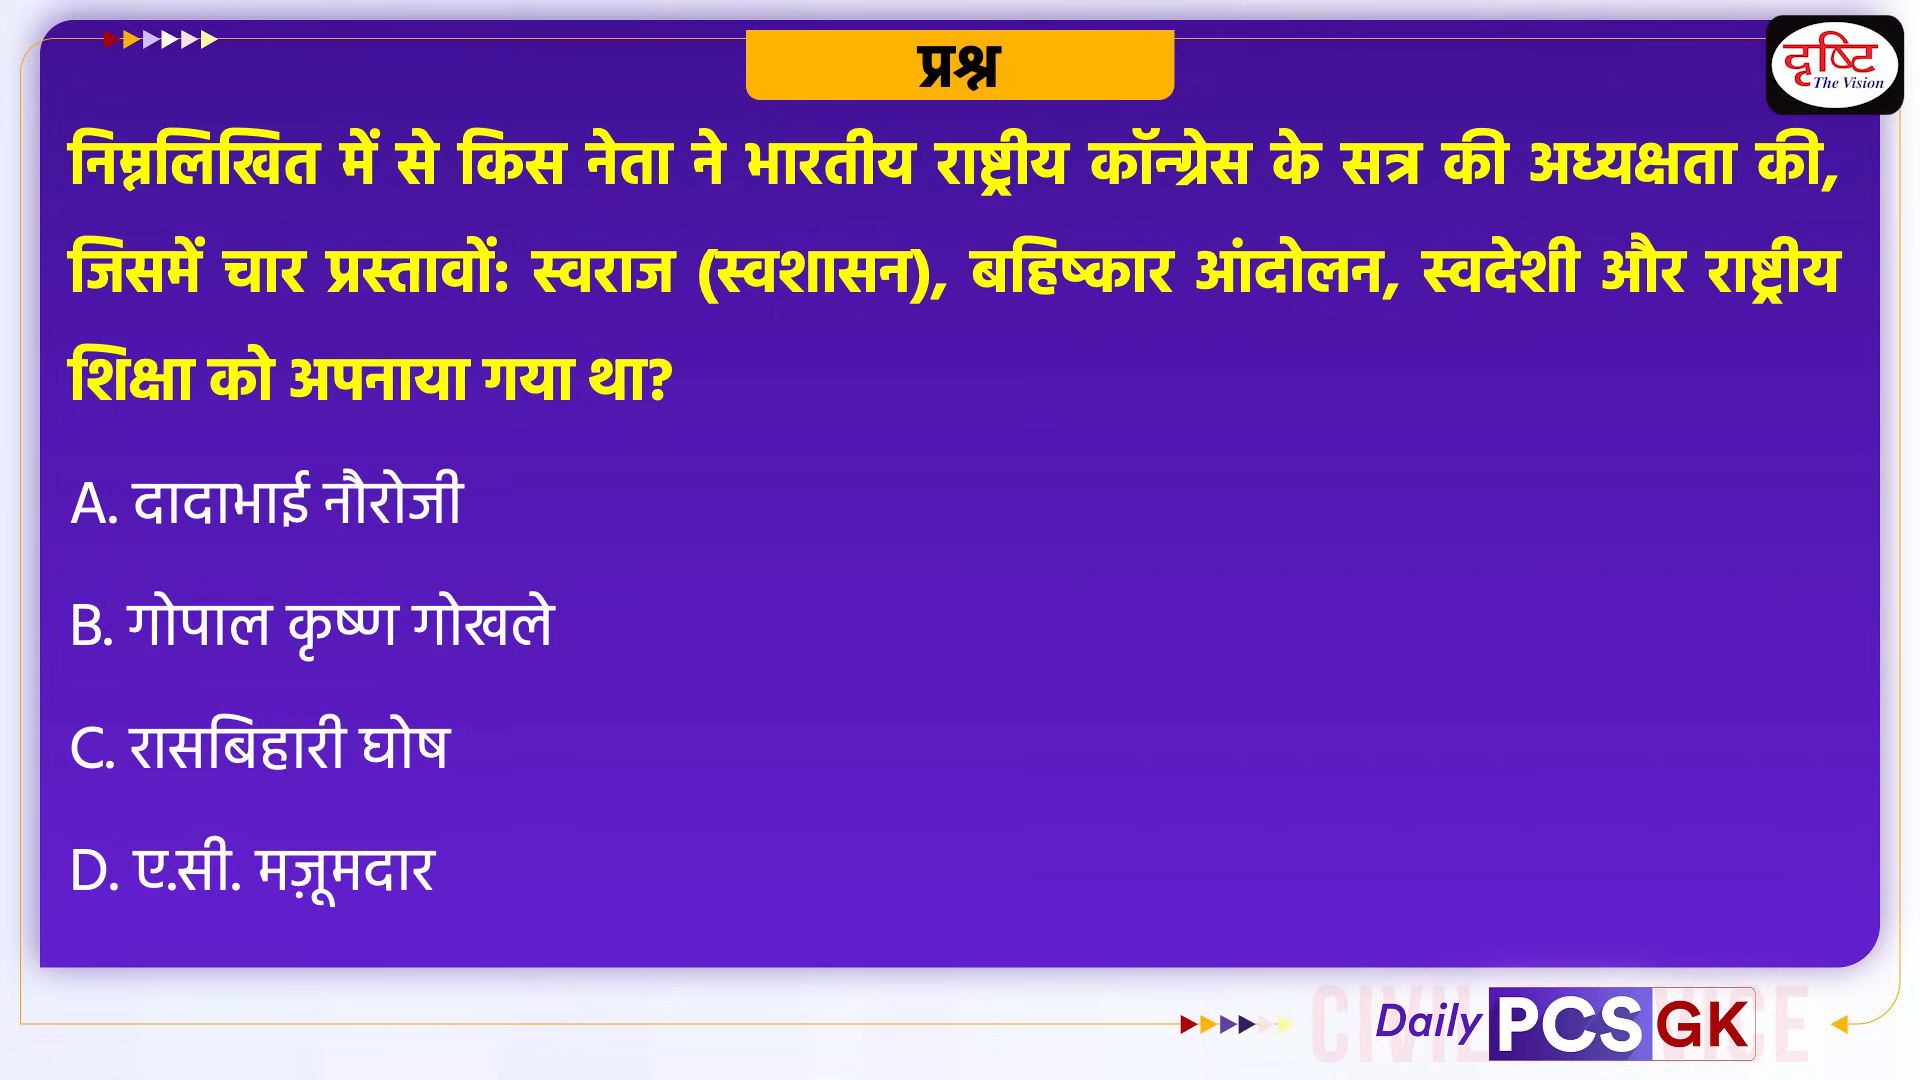 प्रश्न
दृष्टि
The Vision
निम्नलिखित में से किस नेता ने भारतीय राष्ट्रीय कॉन्ग्रेस के सत्र की अध्यक्षता की,
जिसमें चार प्रस्तावों: स्वराज (स्वशासन), बहिष्कार आंदोलन, स्वदेशी और राष्ट्रीय
शिक्षा को अपनाया गया था?
A. दादाभाई नौरोजी
B. गोपाल कृष्ण गोखले
C. रासबिहारी घोष
D. ए.सी. मज़ूमदार
Daily PCS GK